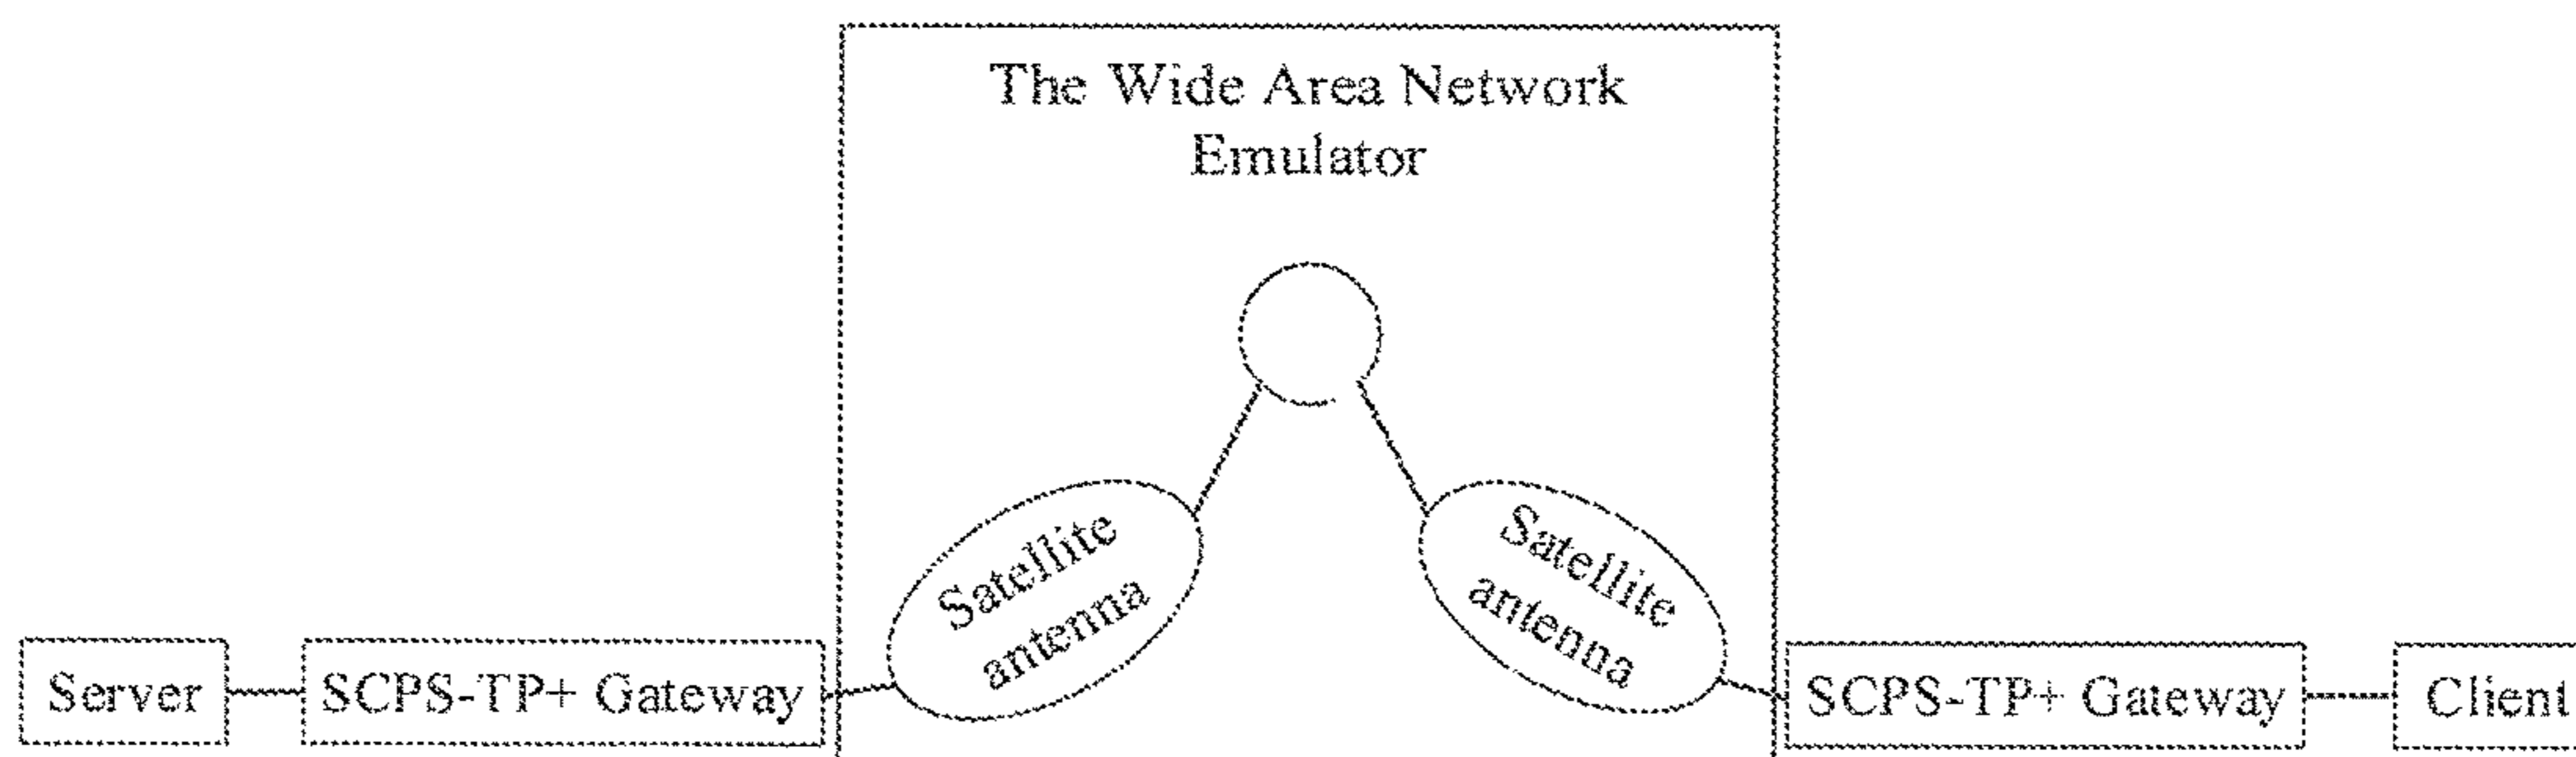 The Wide Area Network
Emulator
Satellite
antenna
Satellite
antenna
Server
SCPS-TP+ Gateway
SCPS-TP+ Gateway
Client